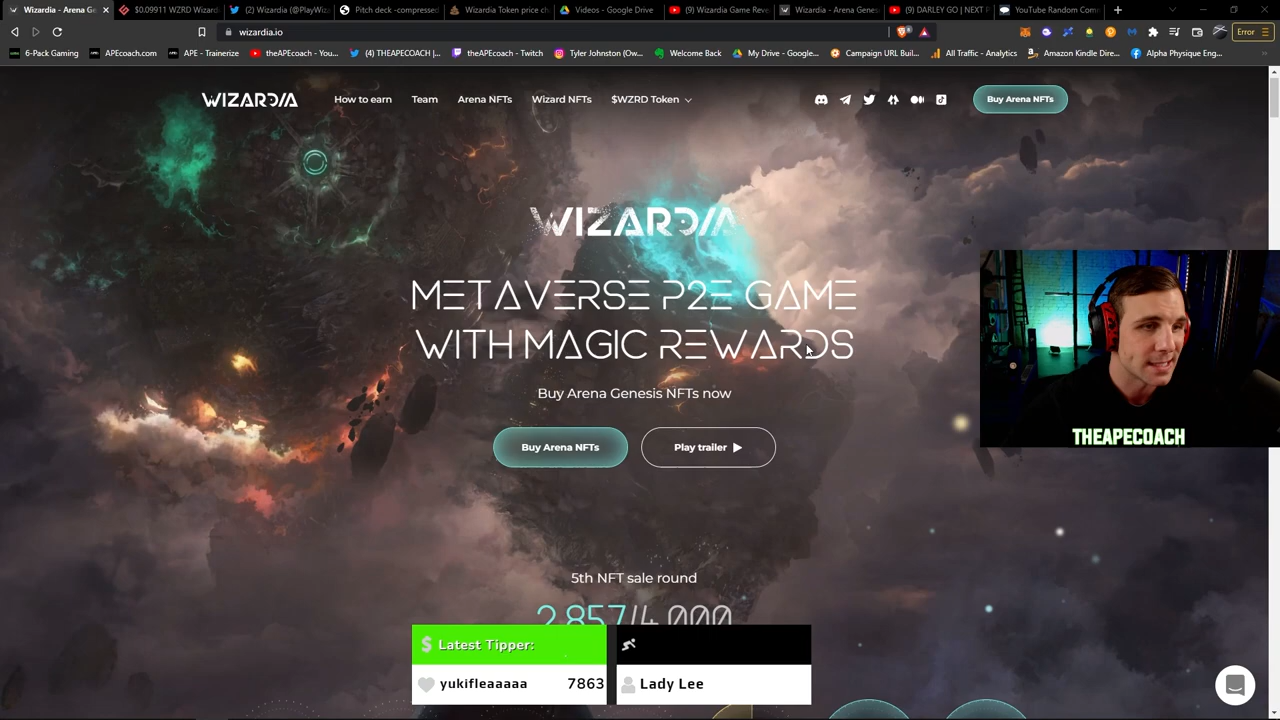 Wizardia - Arena Ge
$0.09111 WZRD Wizard
(2) Wizardia (@PlayWiz
Pitch deck -compressed
Wizardia Token price ch
Videos - Google Drive
(9) Wizardia Game Reve
Wizardia - Arena Genes
(9) DARLEY GO | NEXT P
YouTube Random Com
wizardia.io
Error
6-Pack Gaming
APEcoach.com
APE - Trainerize
theAPEcoach - You...
(4) THEAPECOACH |...
theAPEcoach - Twitch
Tyler Johnston (Ow...
Welcome Back
My Drive - Google...
Campaign URL Buil...
All Traffic - Analytics
Amazon Kindle Dire...
Alpha Physique Eng...
WIZARDIA
How to earn
Team
Arena NFTs
Wizard NFTs
$WZRD Token
Buy Arena NFTs
WIZARDIA
METAVERSE P2E GAME
WITH MAGIC REWARDS
Buy Arena Genesis NFTs now
Buy Arena NFTs
Play trailer
THEAPECOACH
5th NFT sale round
2,857/4,000
$ Latest Tipper:
yukifleaaaaa 7863
Lady Lee